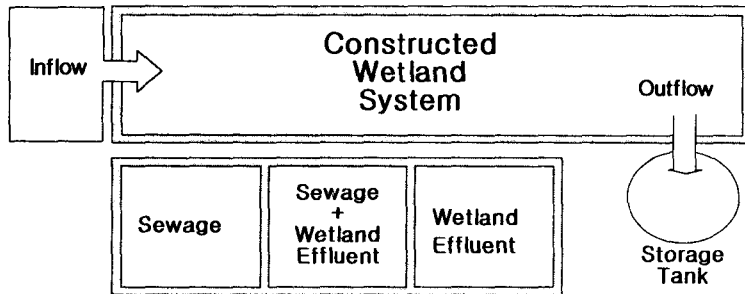 Inflow
Constructed
Wetland
System
Outflow
Sewage
Sewage
+
Wetland
Effluent
Wetland
Effluent
Storage
Tank